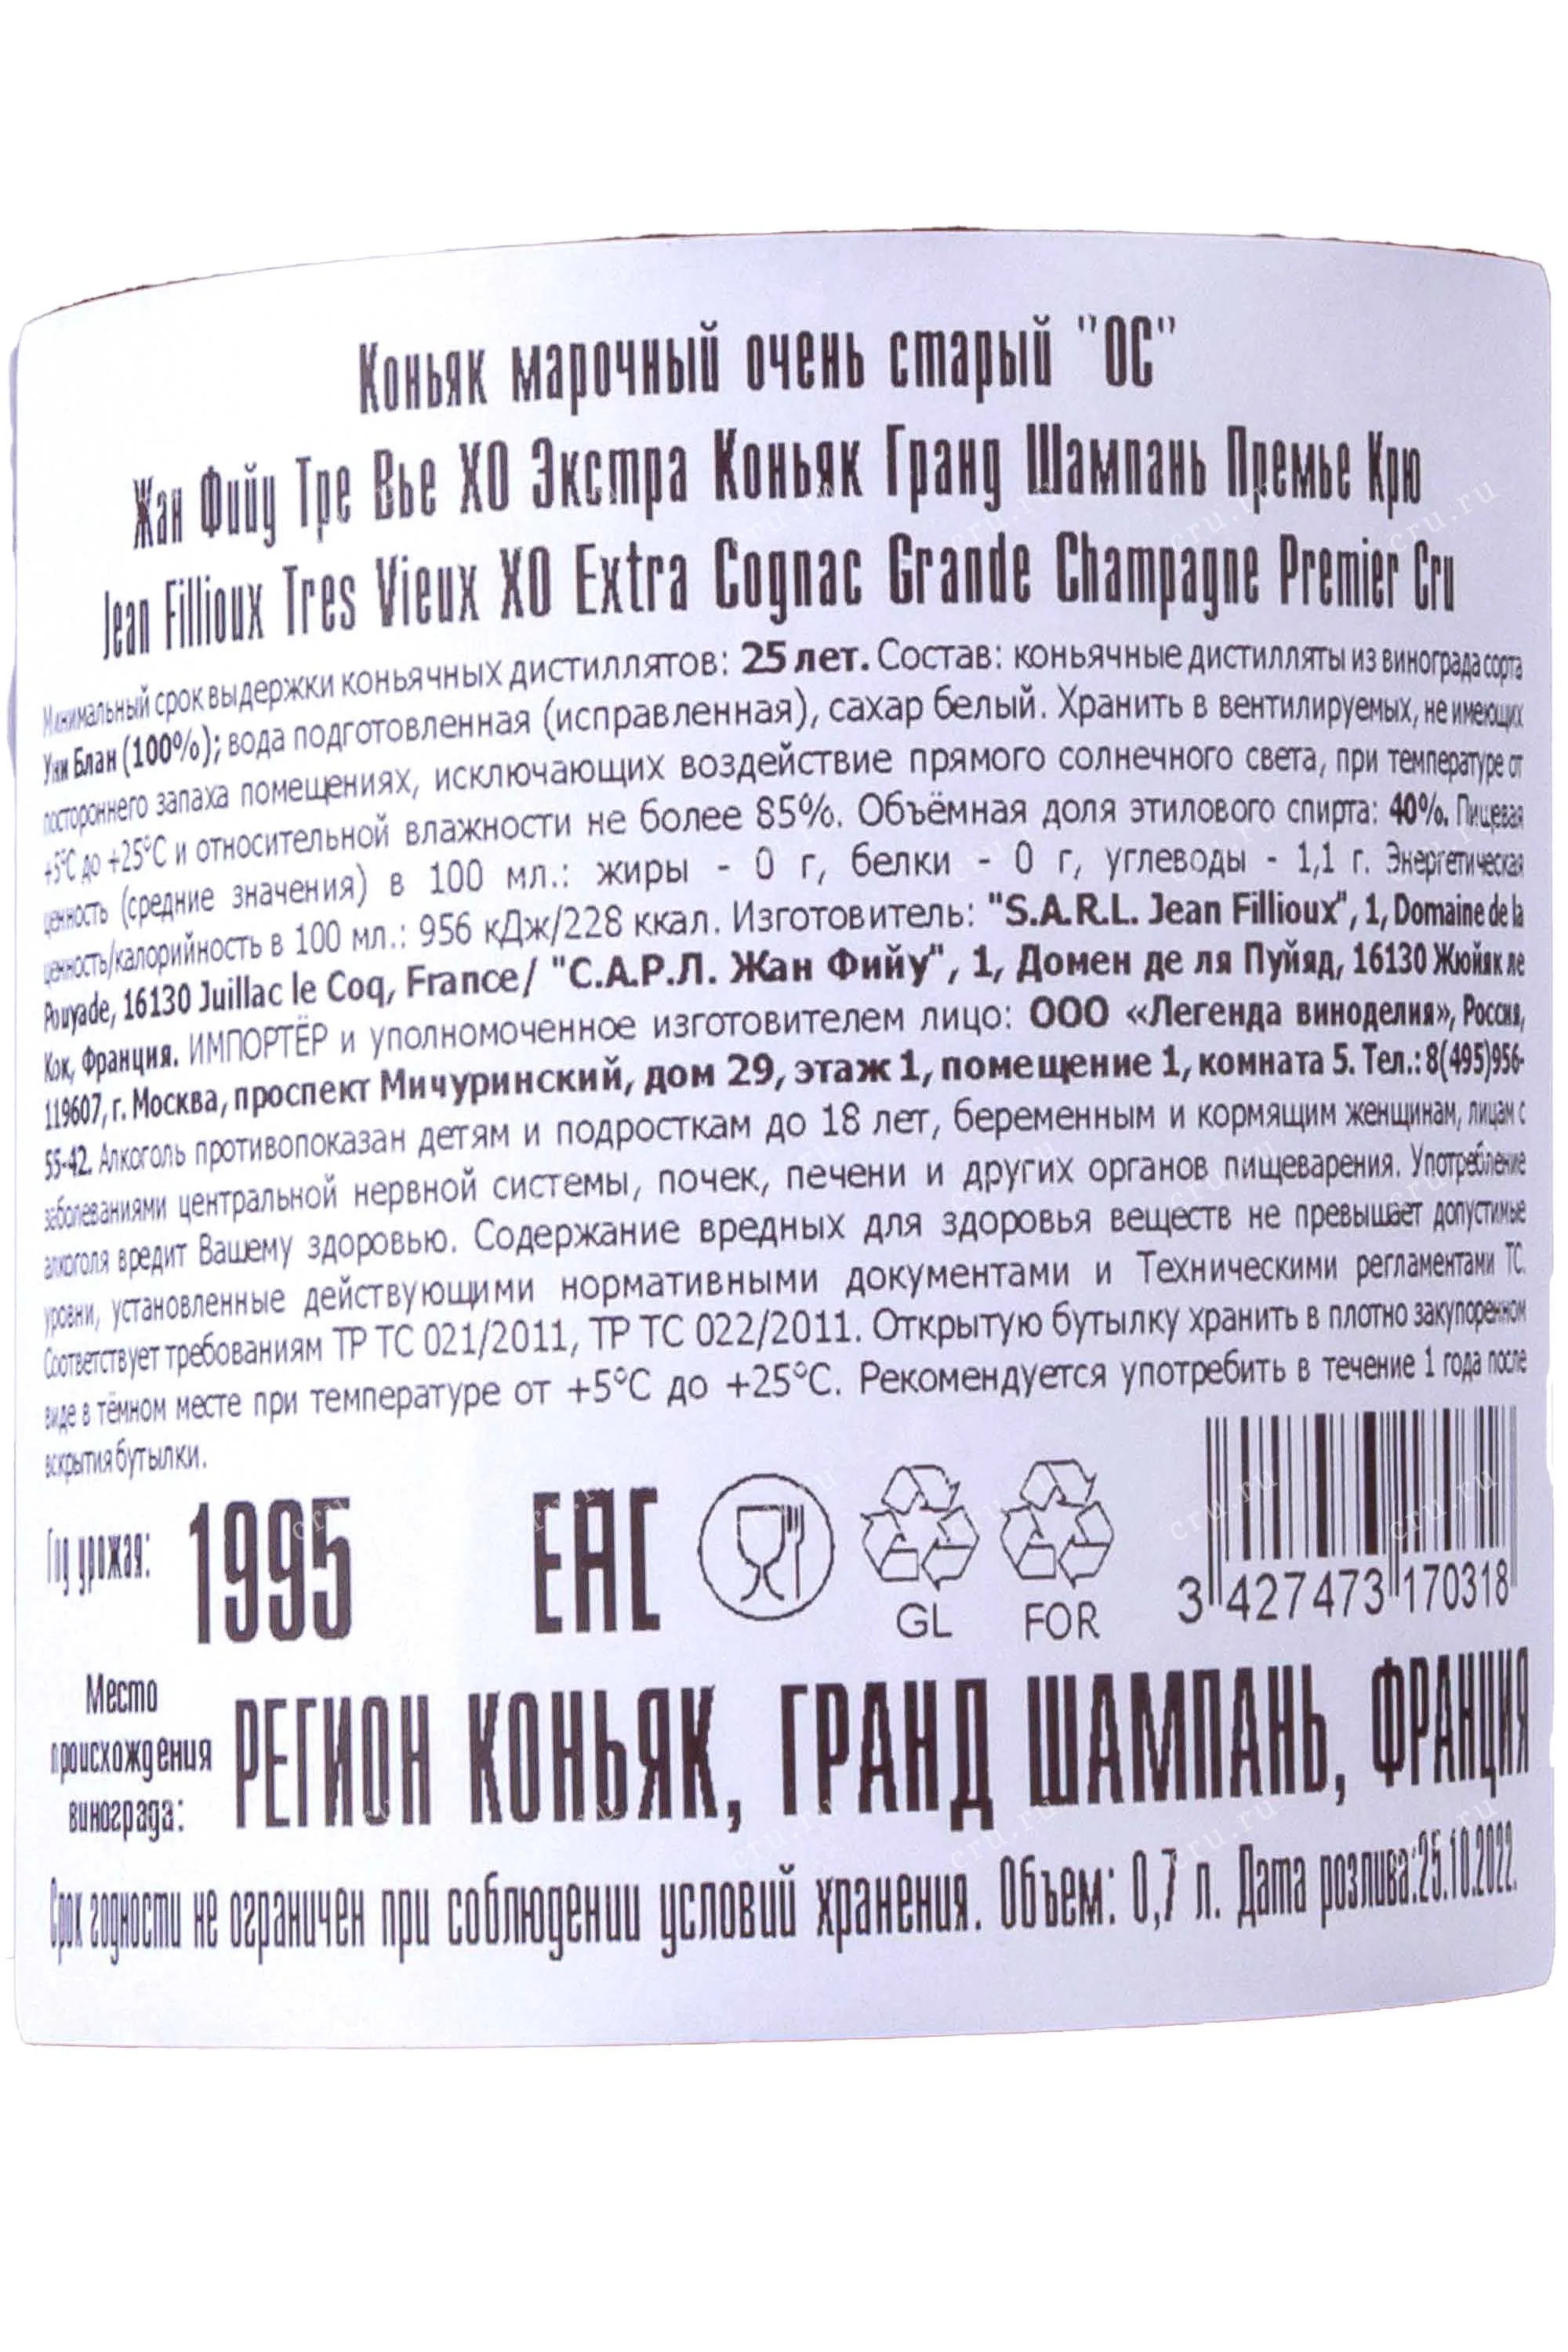 Коньяк марочный очень старый "ОС"
Жан Фийу Тре Вье ХО Экстра Коньяк Гранд Шампань Премье Крю
Jean Fillioux Tres Vieux XO Extra Cognac Grande Champagne Premier Cru
Минимальный срок выдержки коньячных дистиллятов: 25 лет. Состав: коньячные дистилляты из винограда сорта
Уни Блан (100%); вода подготовленная (исправленная), сахар белый. Хранить в вентилируемых, не имеющих
постороннего запаха помещениях, исключающих воздействие прямого солнечного света, при температуре от
+5°С до +25°С и относительной влажности не более 85%. Объёмная доля этилового спирта: 40%. Пищевая
ценность (средние значения) в 100 мл.: жиры - 0 г, белки - 0 г, углеводы - 1,1 г. Энергетическая
ценность/калорийность в 100 мл.: 956 кДж/228 ккал. Изготовитель: "S.A.R.L. Jean Fillioux", 1, Domaine de la
Pouyade, 16130 Juillac le Coq, France/ "С.А.Р.Л. Жан Фийу", 1, Домен де ля Пуйяд, 16130 Жюйяк ле
Кок, Франция. ИМПОРТЁР и уполномоченное изготовителем лицо: ООО «Легенда виноделия», Россия,
119607, г. Москва, проспект Мичуринский, дом 29, этаж 1, помещение 1, комната 5. Тел.: 8(495)956-
55-42. Алкоголь противопоказан детям и подросткам до 18 лет, беременным и кормящим женщинам, лицам с
заболеваниями центральной нервной системы, почек, печени и других органов пищеварения. Употребление
алкоголя вредит Вашему здоровью. Содержание вредных для здоровья веществ не превышает допустимые
уровни, установленные действующими нормативными документами и Техническими регламентами ТС.
Соответствует требованиям ТР ТС 021/2011, ТР ТС 022/2011. Открытую бутылку хранить в плотно закупоренном
виде в тёмном месте при температуре от +5°С до +25°С. Рекомендуется употребить в течение 1 года после
вскрытия бутылки.
Год урожая: 1995 EAC
GL FOR 3 427473 170318
Место
происхождения
винограда:
РЕГИОН КОНЬЯК, ГРАНД ШАМПАНЬ, ФРАНЦИЯ
Срок годности не ограничен при соблюдении условий хранения. Объем: 0,7 л. Дата розлива:25.10.2022.
cru.ru